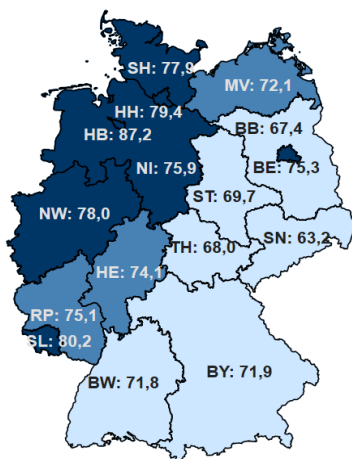 SH: 77,9
MV: 72,1
HH: 79,4
BB: 67,4
HB: 87,2
NI: 75,9
BE: 75,3
ST: 69,7
NW: 78,0
SN: 63,2
TH: 68,0
HE: 74,1
RP: 75,1
SL: 80,2
BW: 71,8
BY: 71,9